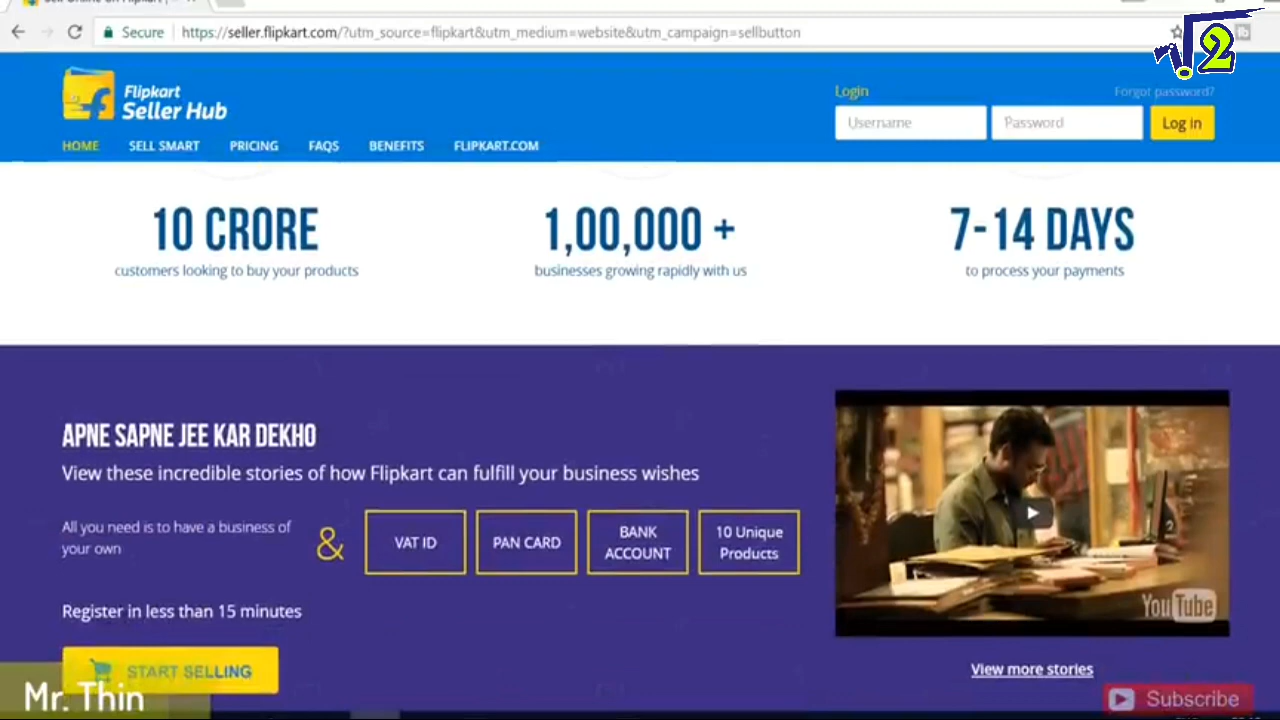 Secure https://seller.flipkart.com/?utm_source=flipkart&utm_medium=website&utm_campaign=sellbutton
√2
Flipkart
Seller Hub
Login Forgot password?
Username Password Log in
HOME SELL SMART PRICING FAQS BENEFITS FLIPKART.COM
10 CRORE 1,00,000 + 7-14 DAYS
customers looking to buy your products businesses growing rapidly with us to process your payments
APNE SAPNE JEE KAR DEKHO
View these incredible stories of how Flipkart can fulfill your business wishes
All you need is to have a business of
your own
&
VAT ID
PAN CARD
BANK
ACCOUNT
10 Unique
Products
YouTube
Register in less than 15 minutes
START SELLING
View more stories
Mr. Thin
Subscribe